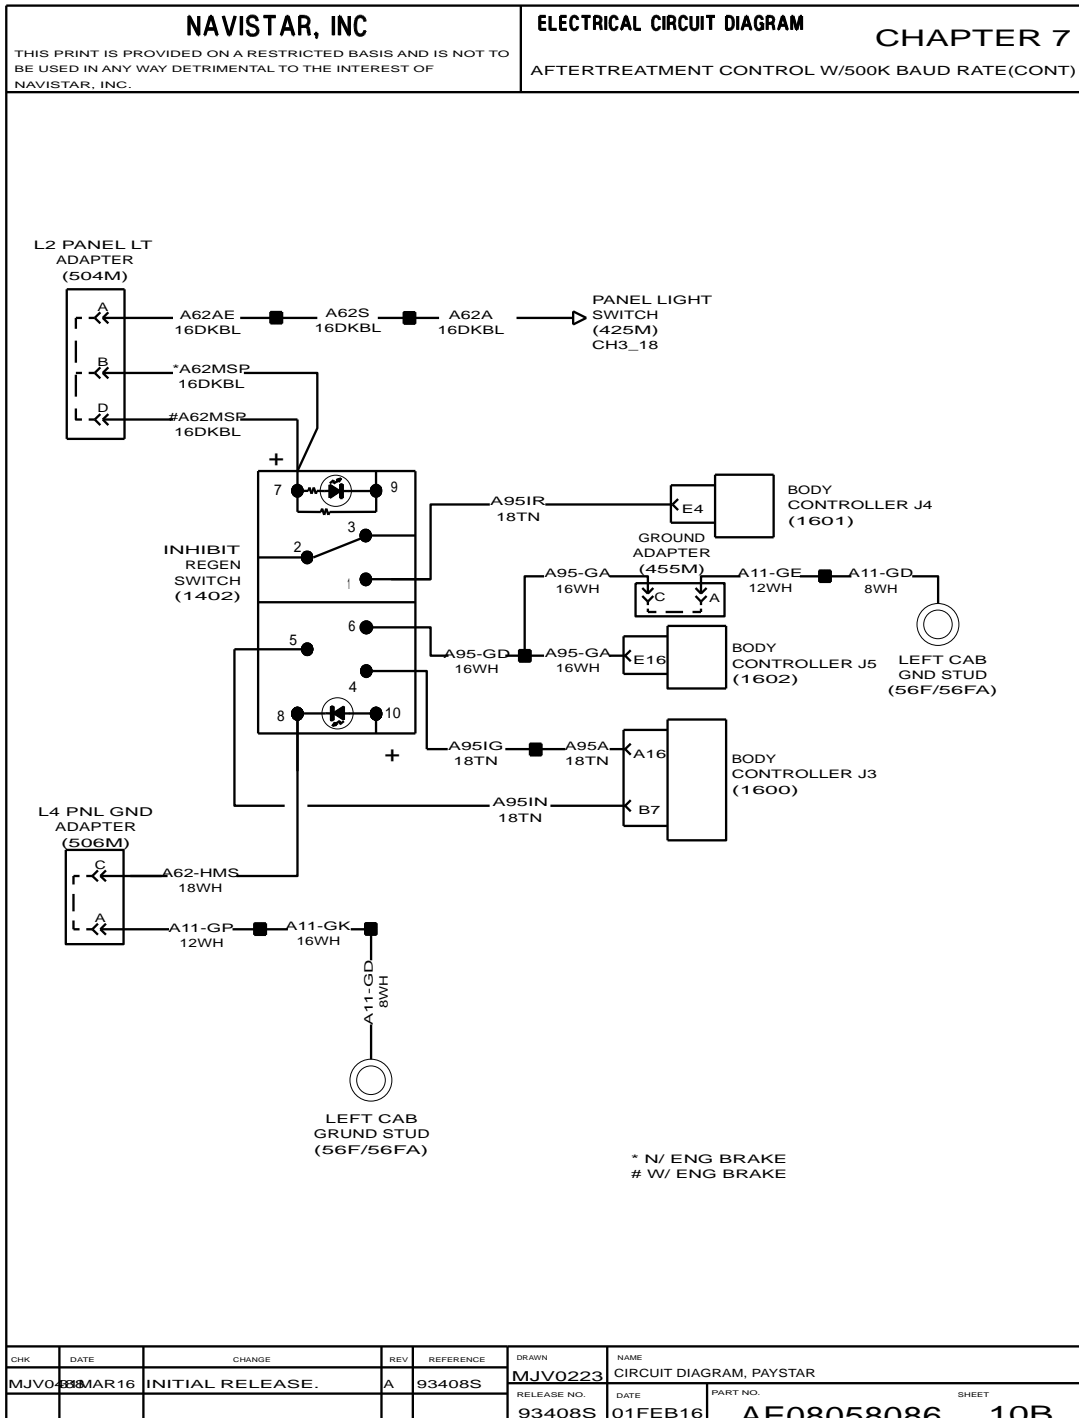 NAVISTAR, INC
THIS PRINT IS PROVIDED ON A RESTRICTED BASIS AND IS NOT TO
BE USED IN ANY WAY DETRIMENTAL TO THE INTEREST OF
NAVISTAR, INC.
ELECTRICAL CIRCUIT DIAGRAM
CHAPTER 7
AFTERTREATMENT CONTROL W/500K BAUD RATE(CONT)
L2 PANEL LT
ADAPTER
(504M)
A
A62AE
16DKBL
A62S
16DKBL
A62A
16DKBL
PANEL LIGHT
SWITCH
(425M)
CH3_18
B
*A62MSP
16DKBL
D
#A62MSP
16DKBL
+
7
9
3
2
1
INHIBIT
REGEN
SWITCH
(1402)
A95IR
18TN
E4
BODY
CONTROLLER J4
(1601)
GROUND
ADAPTER
(455M)
A95-GA
16WH
C
A
A11-GE
12WH
A11-GD
8WH
LEFT CAB
GND STUD
(56F/56FA)
6
5
4
8
10
+
A95-GD
16WH
A95-GA
16WH
E16
BODY
CONTROLLER J5
(1602)
A95IG
18TN
A95A
18TN
A16
B7
BODY
CONTROLLER J3
(1600)
A95IN
18TN
L4 PNL GND
ADAPTER
(506M)
C
A62-HMS
18WH
A
A11-GP
12WH
A11-GK
16WH
A11-GD
8WH
LEFT CAB
GRUND STUD
(56F/56FA)
* N/ ENG BRAKE
# W/ ENG BRAKE
CHK DATE CHANGE REV REFERENCE
INITIAL RELEASE. A 93408S
DRAWN
MJV0223
NAME
CIRCUIT DIAGRAM, PAYSTAR
RELEASE NO.
93408S
DATE
01FEB16
PART NO.
AE08058086
SHEET
10B